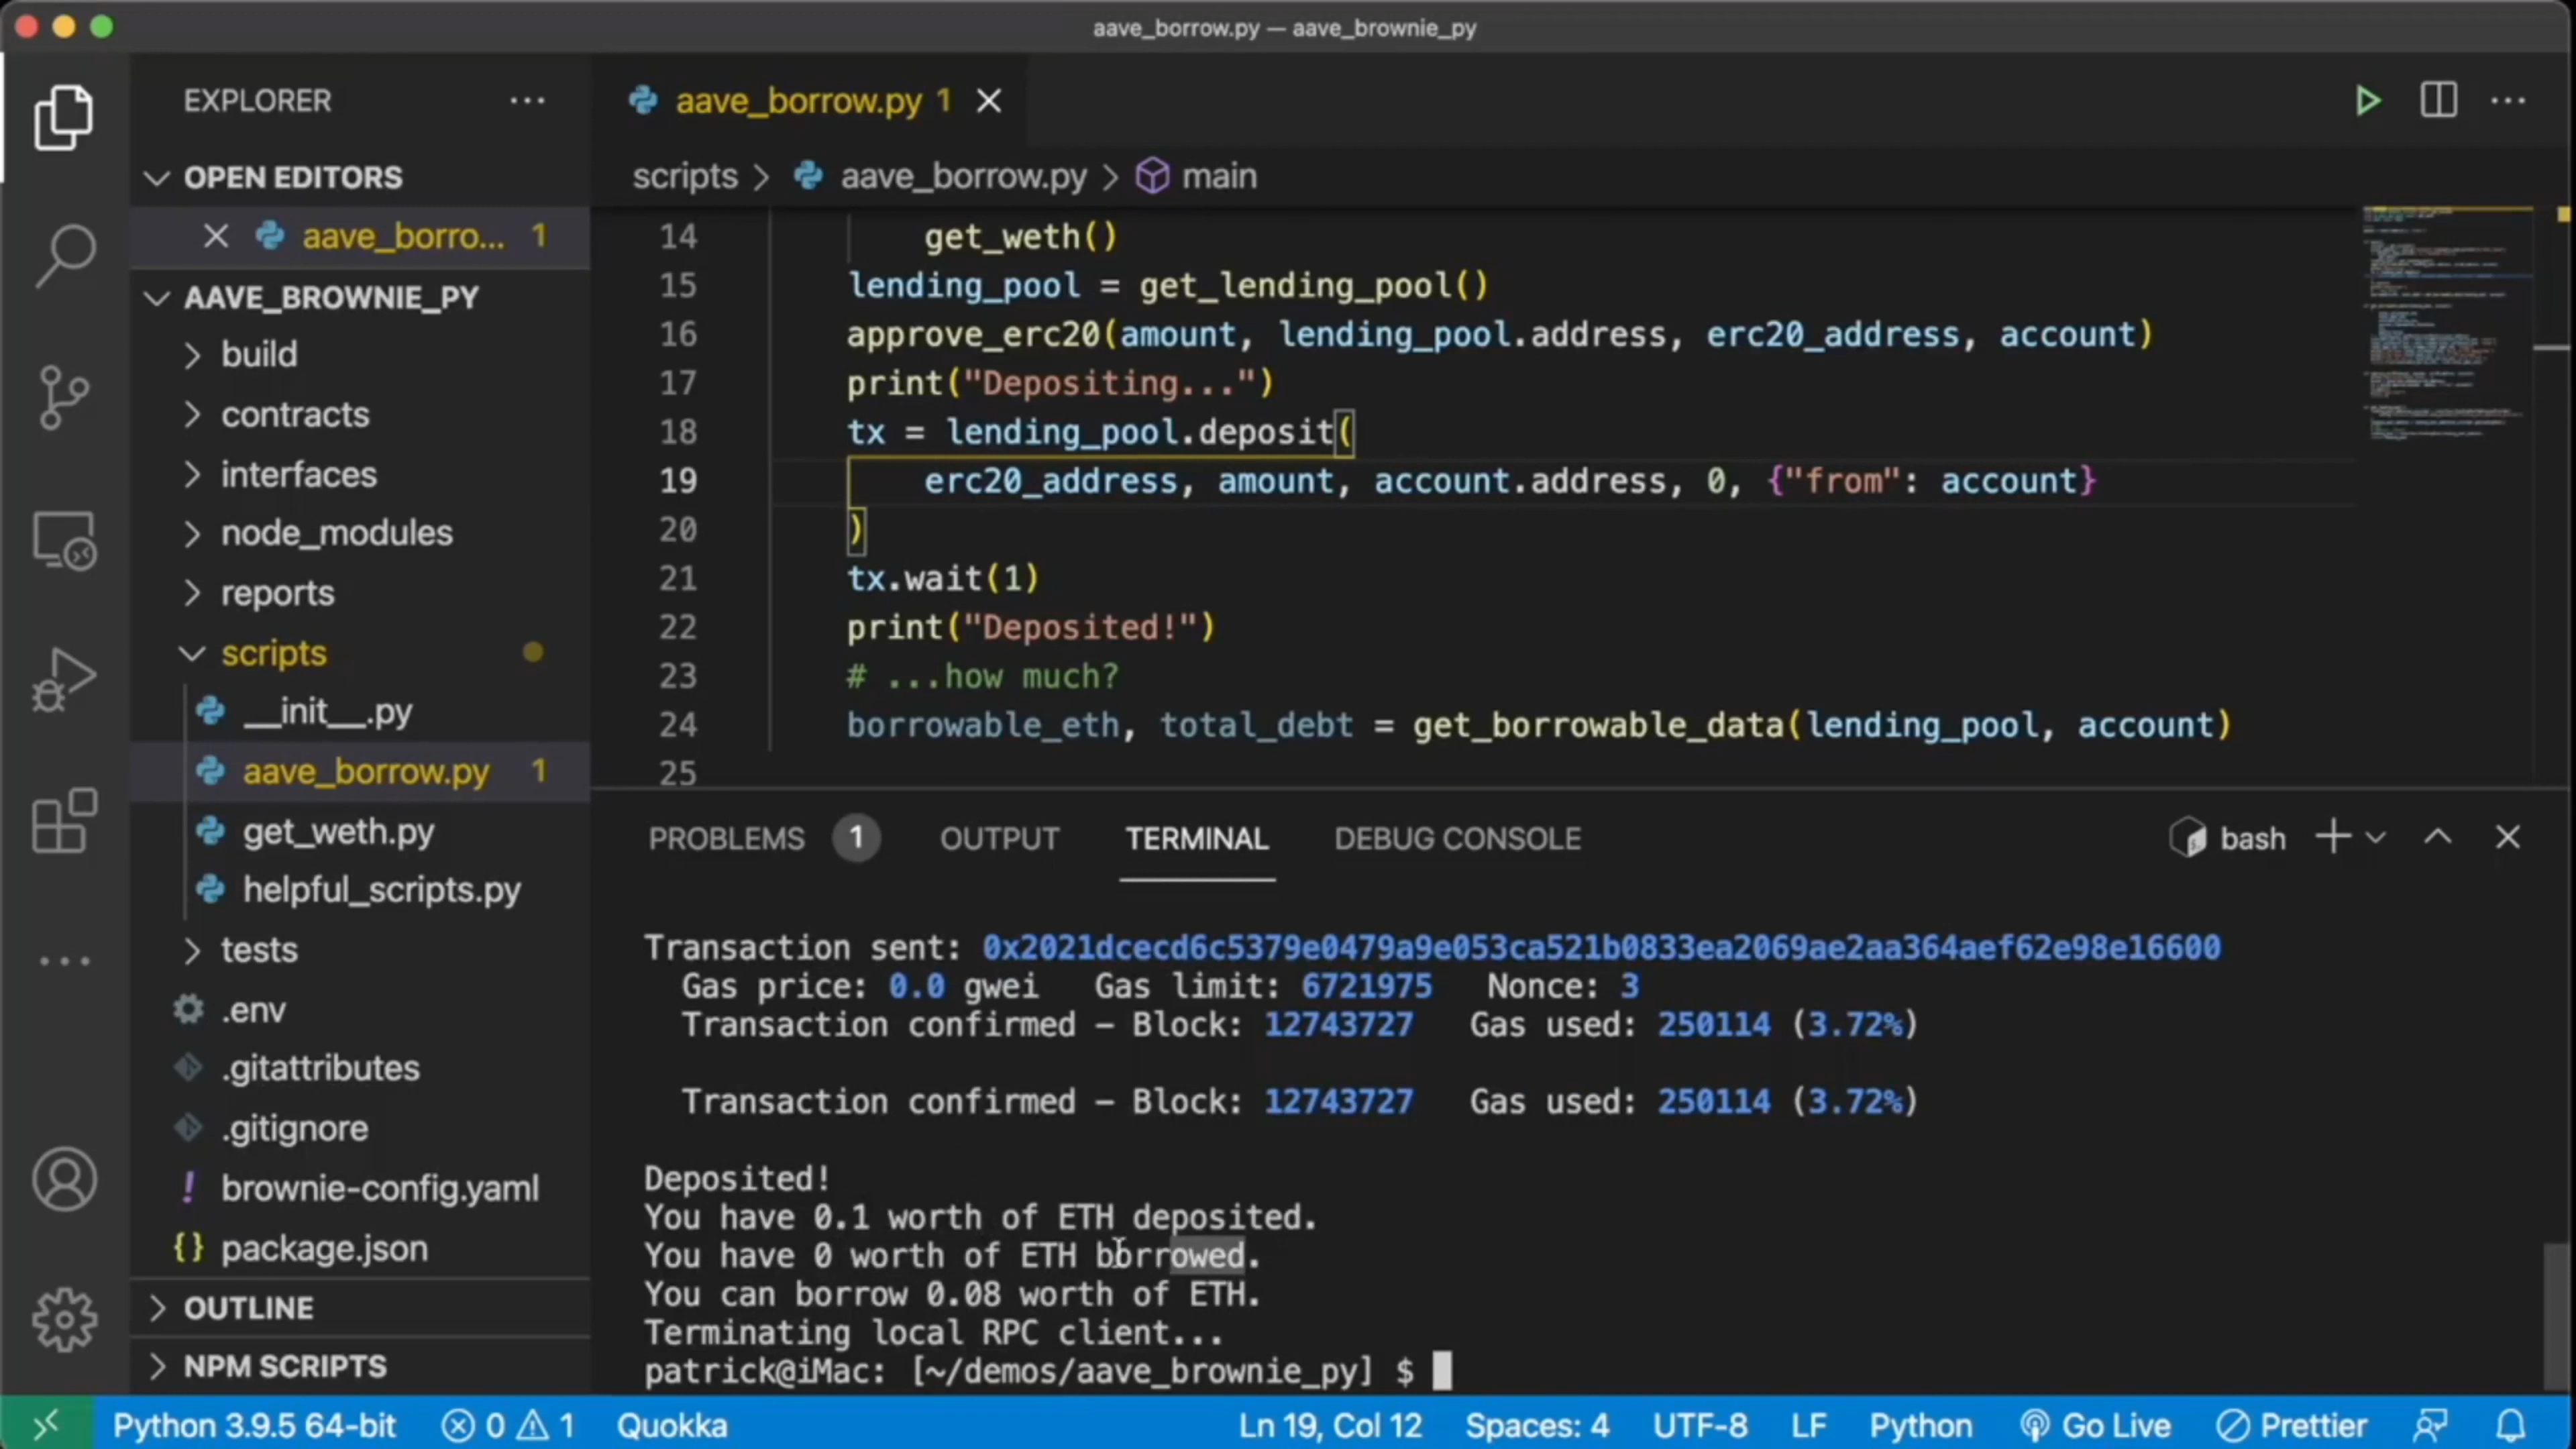 aave_borrow.py — aave_brownie_py
EXPLORER
OPEN EDITORS
aave_borro... 1
AAVE_BROWNIE_PY
build
contracts
interfaces
node_modules
reports
scripts
__init__.py
aave_borrow.py 1
get_weth.py
helpful_scripts.py
tests
.env
.gitattributes
.gitignore
brownie-config.yaml
package.json
OUTLINE
NPM SCRIPTS
aave_borrow.py 1
scripts > aave_borrow.py > main
14 get_weth()
15 lending_pool = get_lending_pool()
16 approve_erc20(amount, lending_pool.address, erc20_address, account)
17 print("Depositing...")
18 tx = lending_pool.deposit(
19 erc20_address, amount, account.address, 0, {"from": account}
20 )
21 tx.wait(1)
22 print("Deposited!")
23 # ...how much?
24 borrowable_eth, total_debt = get_borrowable_data(lending_pool, account)
25
PROBLEMS 1 OUTPUT TERMINAL DEBUG CONSOLE bash
Transaction sent: 0x2021dcecd6c5379e0479a9e053ca521b0833ea2069ae2aa364aef62e98e16600
Gas price: 0.0 gwei Gas limit: 6721975 Nonce: 3
Transaction confirmed - Block: 12743727 Gas used: 250114 (3.72%)
Transaction confirmed - Block: 12743727 Gas used: 250114 (3.72%)
Deposited!
You have 0.1 worth of ETH deposited.
You have 0 worth of ETH borrowed.
You can borrow 0.08 worth of ETH.
Terminating local RPC client...
patrick@iMac: [~/demos/aave_brownie_py] $
Python 3.9.5 64-bit 0 1 Quokka Ln 19, Col 12 Spaces: 4 UTF-8 LF Python Go Live Prettier